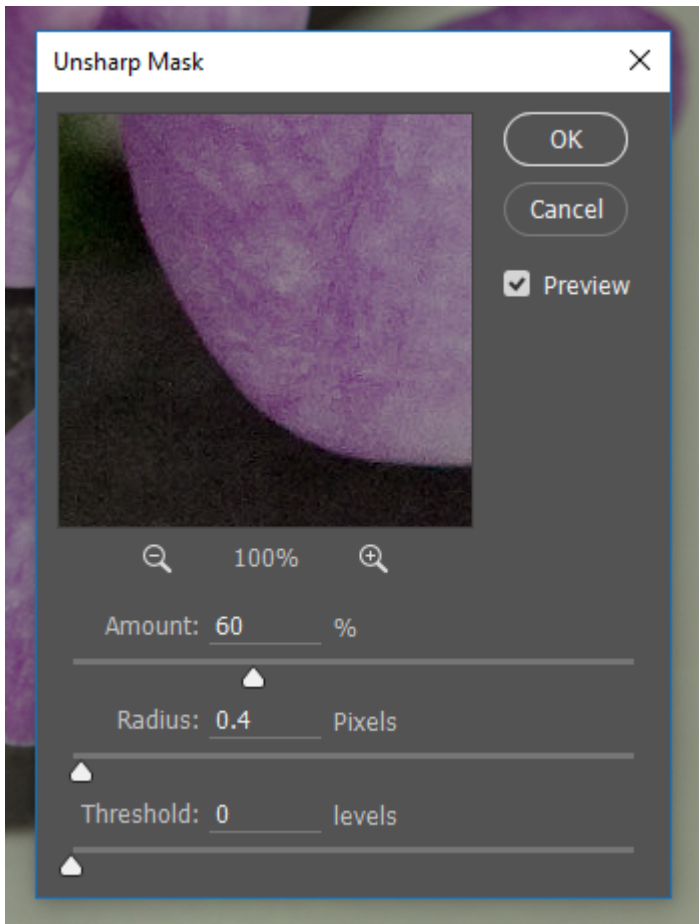 Unsharp Mask
OK
Cancel
Preview
100%
Amount: 60 %
Radius: 0.4 Pixels
Threshold: 0 levels